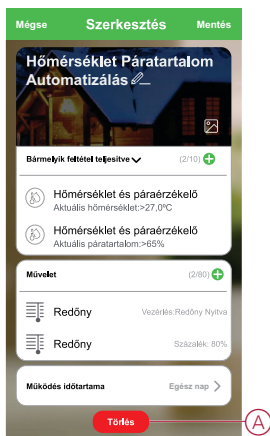 Mégse Szerkesztés Mentés
Hőmérséklet Páratartalom
Automatizálás
Bármelyik feltétel teljesitve (2/10)
Hőmérséklet és páraérzékelő
Aktuális hőmérséklet:>27,0ºC
Hőmérséklet és páraérzékelő
Aktuális páratartalom:>65%
Művelet (2/80)
Redőny Vezérlés:Redőny Nyitva
Redőny Százalék: 80%
Működés időtartama Egész nap
Törlés A